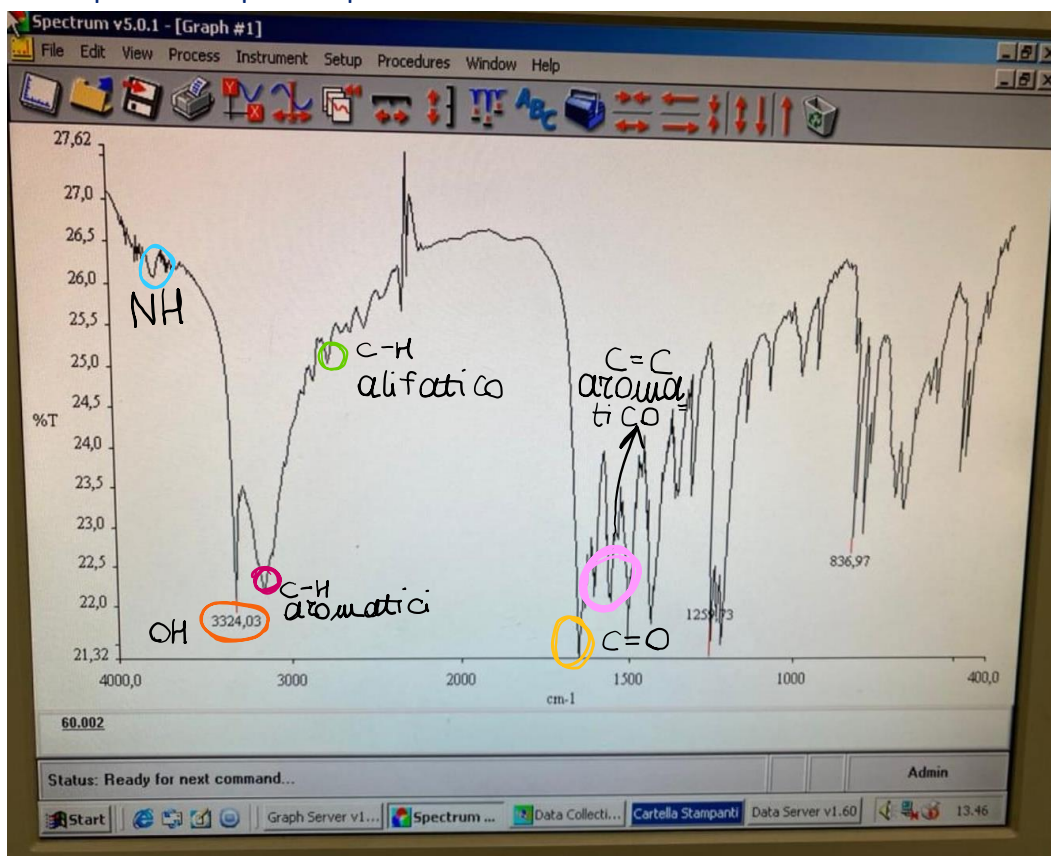 Spectrum v5.0.1 - [Graph #1]
File Edit View Process Instrument Setup Procedures Window Help
ABC
27,62
27,0
26,5
26,0
25,5
25,0
24,5
%T
24,0
23,5
23,0
22,5
22,0
21,32
NH
C-H
alifatico
C=C
aroma
tico
C-H
aromatici
OH
3324,03
C=O
1259,73
836,97
4000,0 3000 2000 1500 1000 400,0
cm-1
60.002
Status: Ready for next command...
Admin
Start Graph Server v1... Spectrum ... Data Collecti... Cartella Stampanti Data Server v1.60 13.46